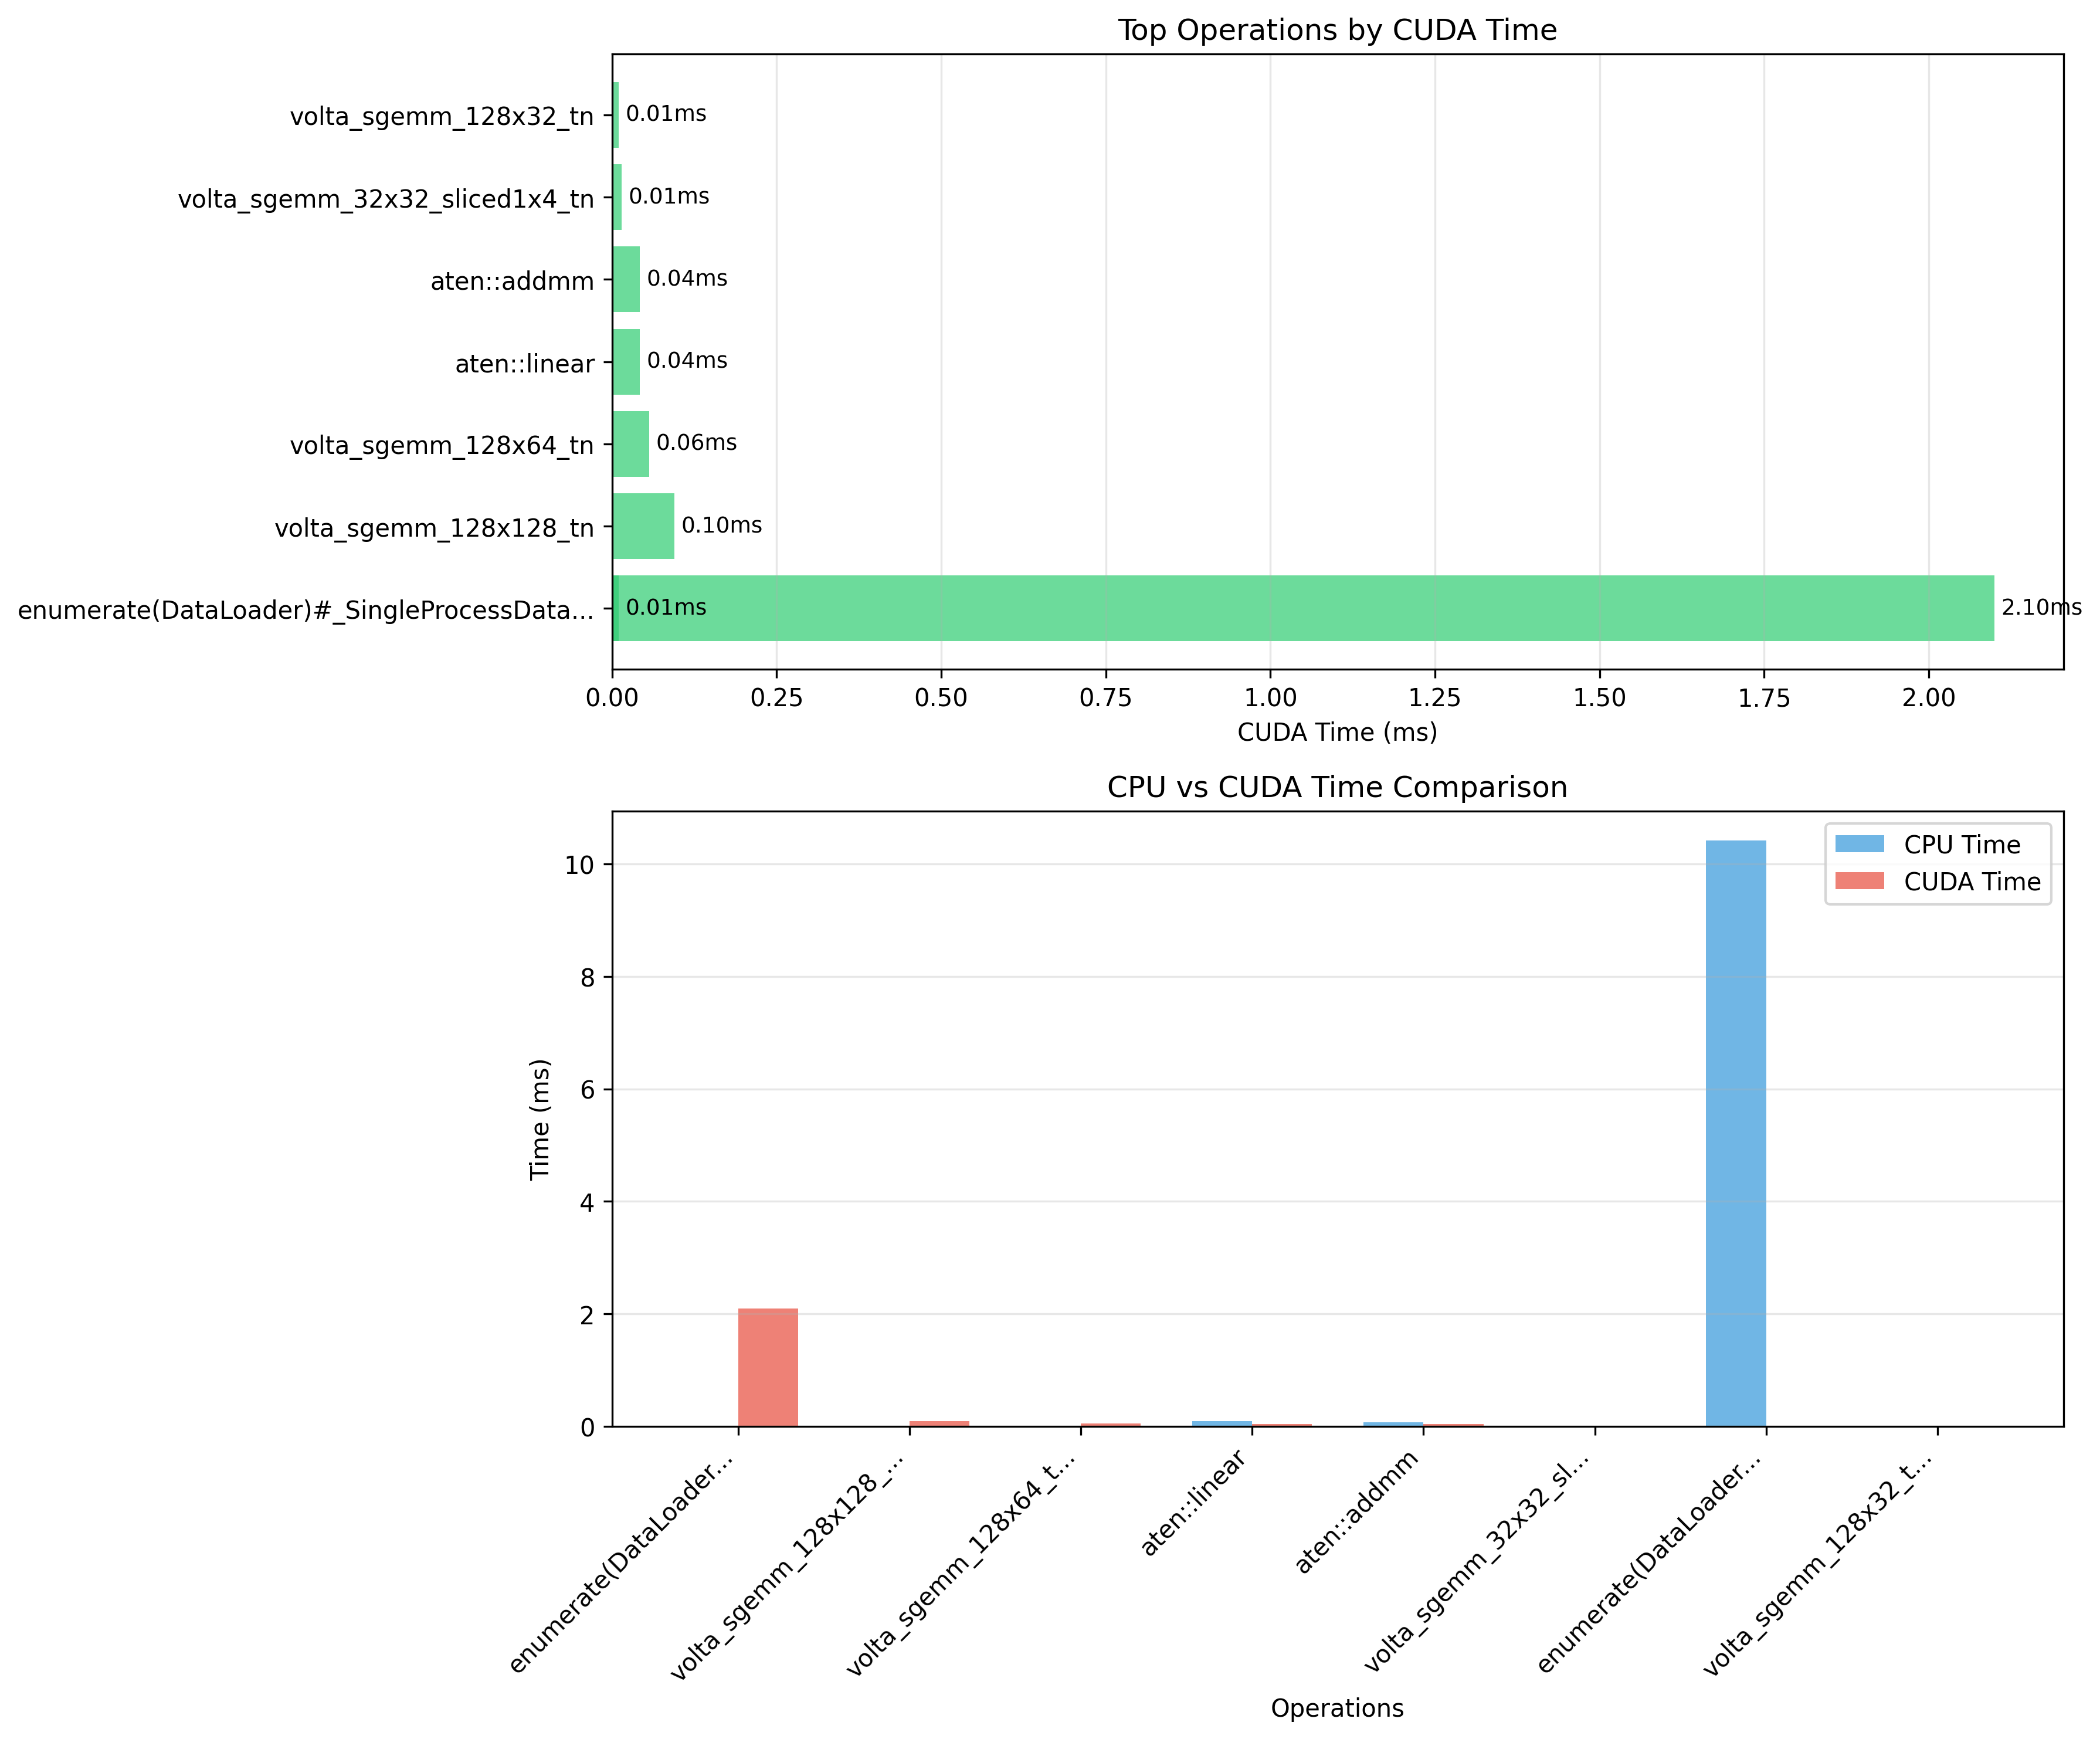 Top Operations by CUDA Time
volta_sgemm_128x32_tn
0.01ms
volta_sgemm_32x32_sliced1x4_tn
0.01ms
aten::addmm
0.04ms
aten::linear
0.04ms
volta_sgemm_128x64_tn
0.06ms
volta_sgemm_128x128_tn
0.10ms
enumerate(DataLoader)#_SingleProcessData...
0.01ms
2.10ms
0.00 0.25 0.50 0.75 1.00 1.25 1.50 1.75 2.00
CUDA Time (ms)
CPU vs CUDA Time Comparison
CPU Time
CUDA Time
10
8
6
4
2
0
Time (ms)
enumerate(DataLoader...
volta_sgemm_128x128_...
volta_sgemm_128x64_t...
aten::linear
aten::addmm
volta_sgemm_32x32_sl...
enumerate(DataLoader...
volta_sgemm_128x32_t...
Operations